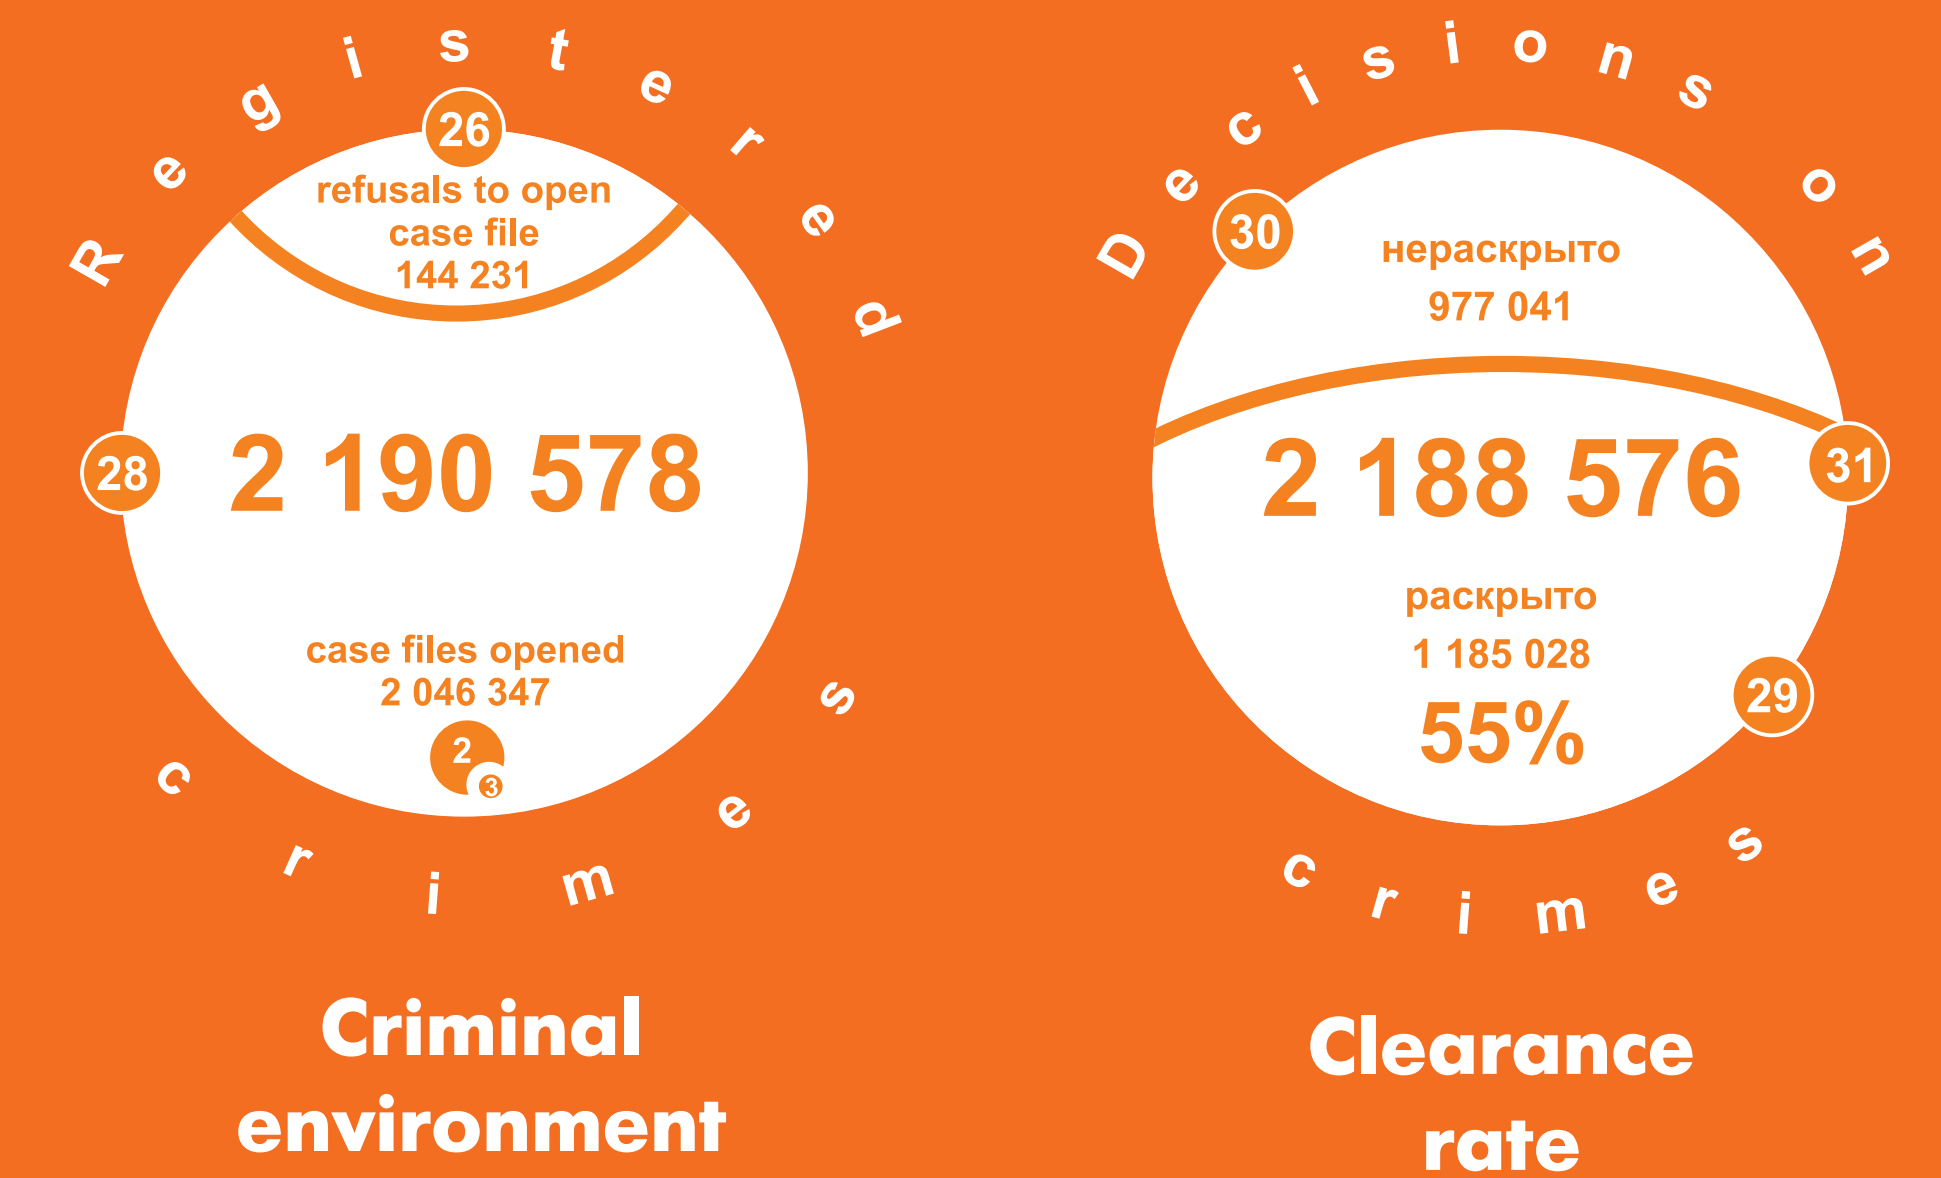 Registered
26
refusals to open
case file
144 231
28
2 190 578
case files opened
2 046 347
2
3
crimes
Criminal
environment
Decisions on
30
нераскрыто
977 041
2 188 576
31
раскрыто
1 185 028
29
55%
crimes
Clearance
rate